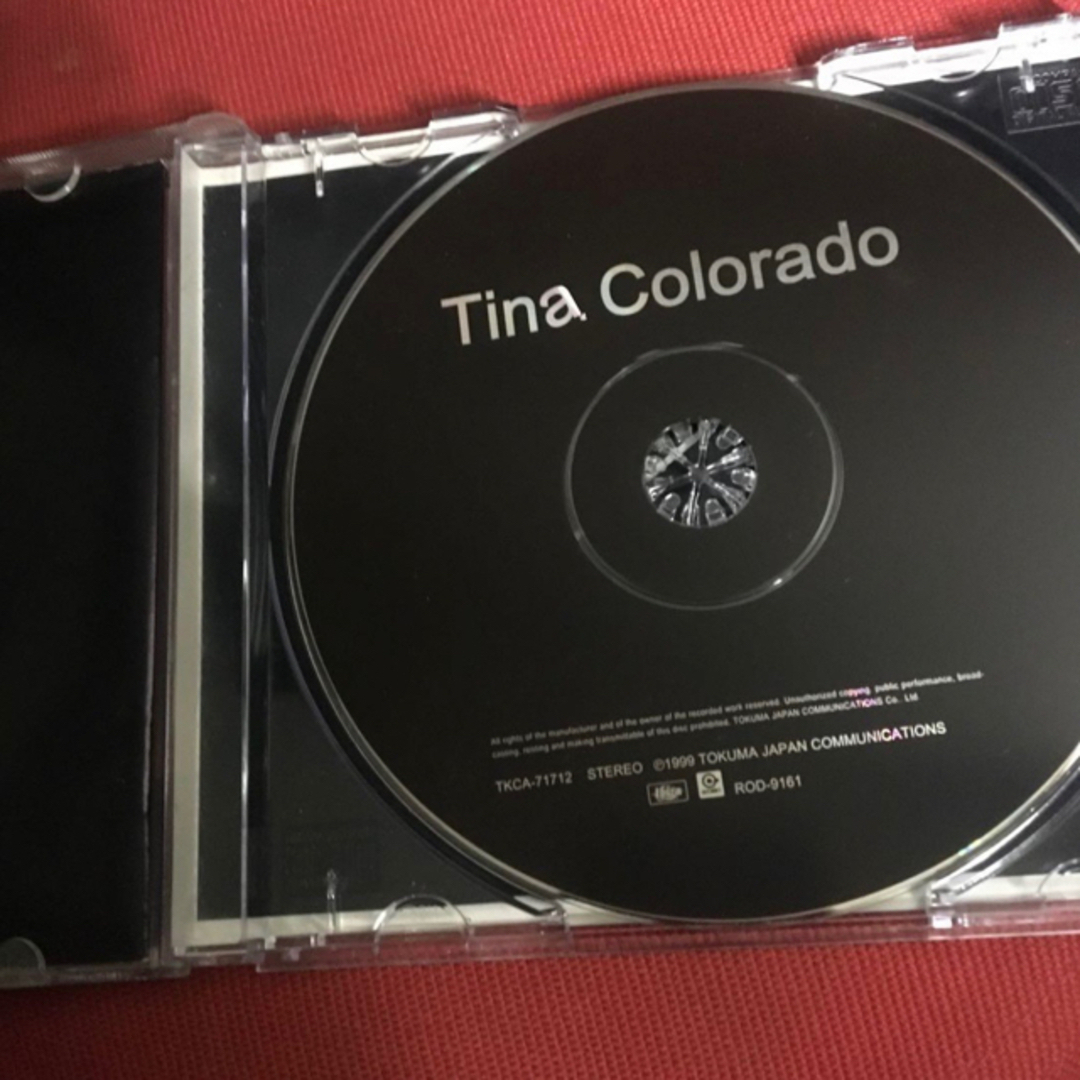 Tina Colorado
All rights of the manufacturer and of the owner of the recorded work reserved. Unauthorized copying, public performance, broad-
casting, renting and making transmittable of this disc prohibited. TOKUMA JAPAN COMMUNICATIONS Co., Ltd.
TKCA-71712 STEREO ℗1999 TOKUMA JAPAN COMMUNICATIONS
ROD-9161